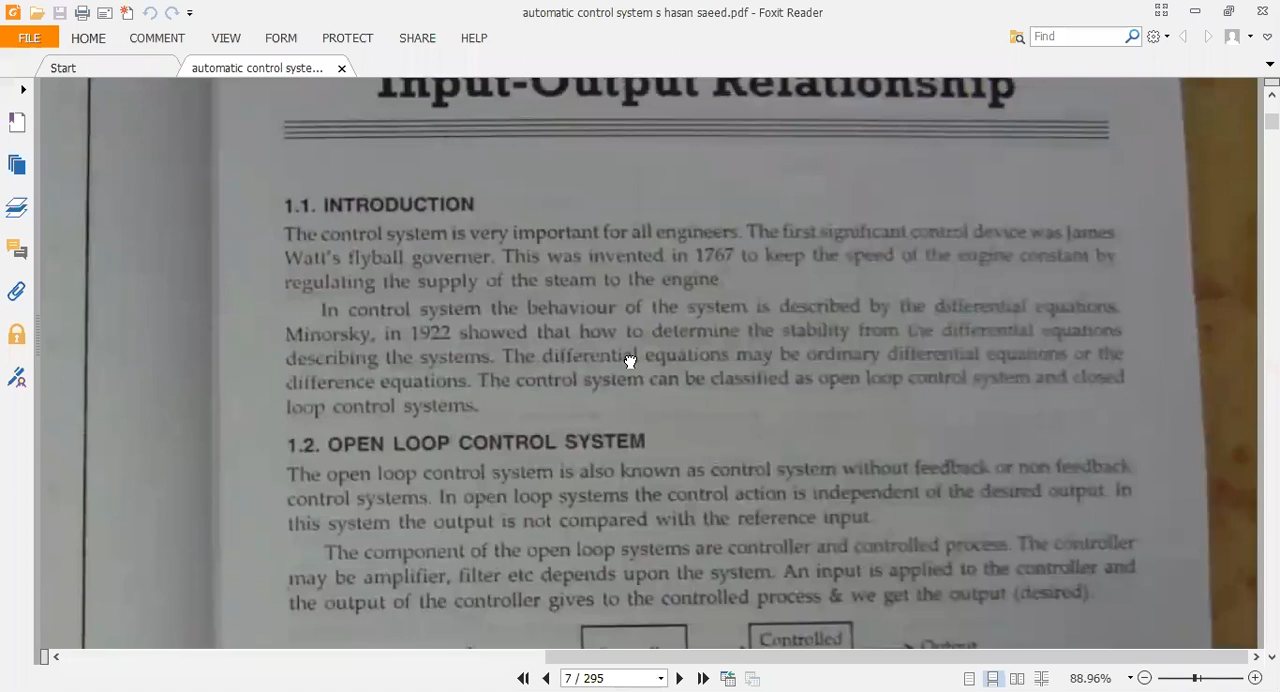 automatic control system s hasan saeed.pdf - Foxit Reader
FILE HOME COMMENT VIEW FORM PROTECT SHARE HELP Find
Start automatic control syste...
Input-Output Relationship
1.1. INTRODUCTION
The control system is very important for all engineers. The first significant control device was James
Watt's flyball governer. This was invented in 1767 to keep the speed of the engine constant by
regulating the supply of the steam to the engine.
In control system the behaviour of the system is described by the differential equations.
Minorsky, in 1922 showed that how to determine the stability from the differential equations
describing the systems. The differential equations may be ordinary differential equations or the
difference equations. The control system can be classified as open loop control system and closed
loop control systems.
1.2. OPEN LOOP CONTROL SYSTEM
The open loop control system is also known as control system without feedback or non feedback
control systems. In open loop systems the control action is independent of the desired output. In
this system the output is not compared with the reference input.
The component of the open loop systems are controller and controlled process. The controller
may be amplifier, filter etc depends upon the system. An input is applied to the controller and
the output of the controller gives to the controlled process & we get the output (desired).
Controlled
Output
7 / 295 88.96%